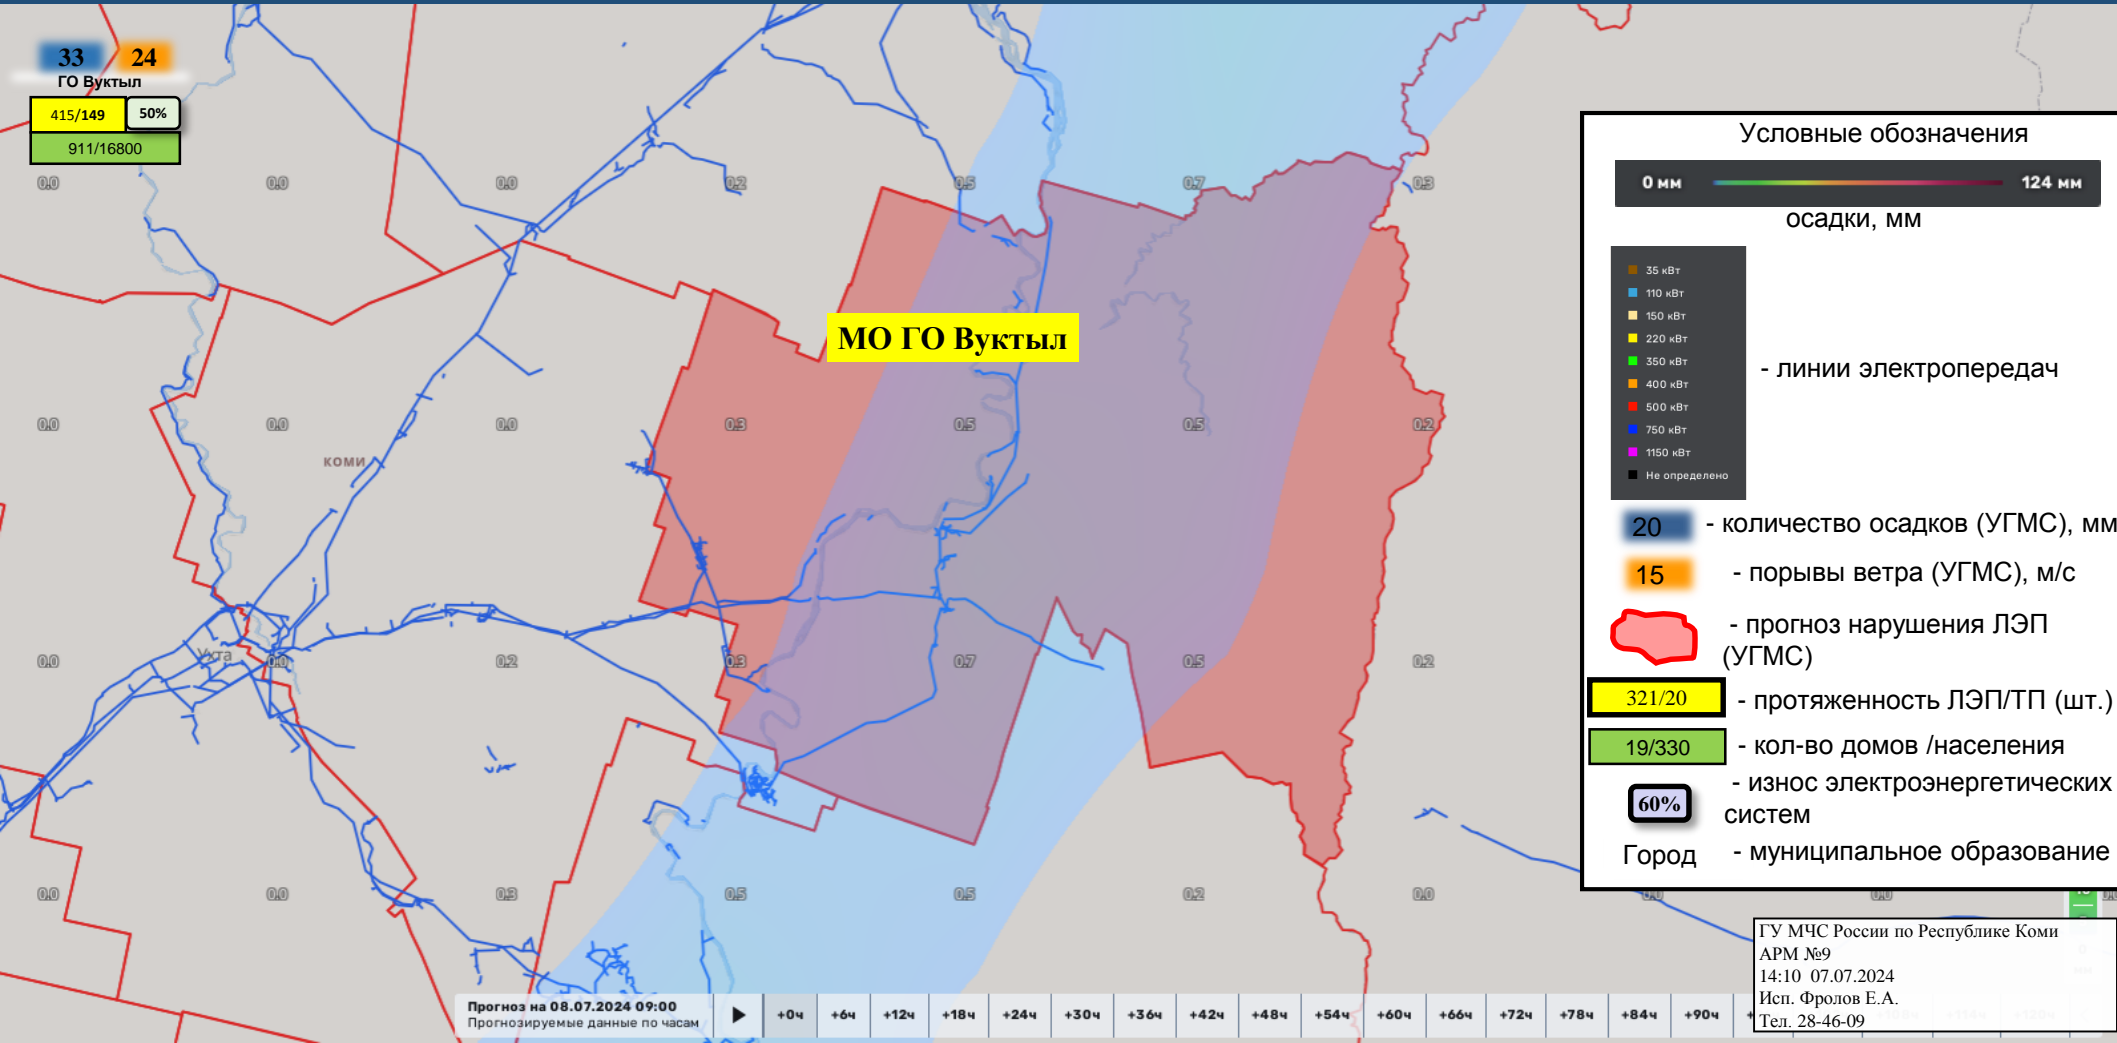 33 24
ГО Вуктыл
415/149 50%
911/16800
0.0 0.0 0.0 0.2 0.5 0.7 0.3
МО ГО Вуктыл
0.0 0.0 0.0 0.3 0.5 0.5 0.2
КОМИ
Ухта
0.0 0.0 0.2 0.3 0.7 0.5 0.2
0.0 0.0 0.3 0.5 0.5 0.2 0.0 0.0 0.0
Условные обозначения
0 мм 124 мм
осадки, мм
35 кВт
110 кВт
150 кВт
220 кВт
350 кВт
400 кВт
500 кВт
750 кВт
1150 кВт
Не определено
- линии электропередач
20 - количество осадков (УГМС), мм
15 - порывы ветра (УГМС), м/с
- прогноз нарушения ЛЭП
(УГМС)
321/20 - протяженность ЛЭП/ТП (шт.)
19/330 - кол-во домов /населения
- износ электроэнергетических
60%
систем
Город - муниципальное образование
ГУ МЧС России по Республике Коми
АРМ №9
14:10 07.07.2024
Исп. Фролов Е.А.
Тел. 28-46-09
Прогноз на 08.07.2024 09:00
Прогнозируемые данные по часам
+0ч +6ч +12ч +18ч +24ч +30ч +36ч +42ч +48ч +54ч +60ч +66ч +72ч +78ч +84ч +90ч